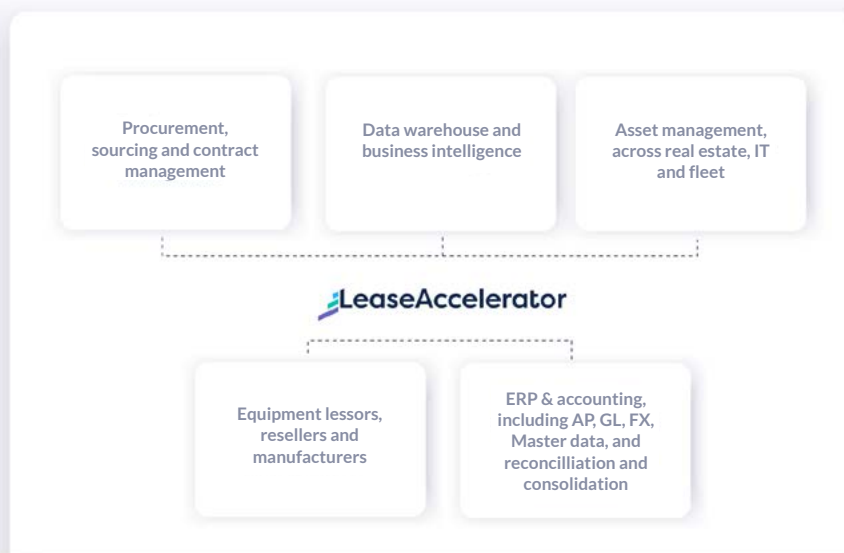 Procurement,
sourcing and contract
management
Data warehouse and
business intelligence
Asset management,
across real estate, IT
and fleet
LeaseAccelerator
Equipment lessors,
resellers and
manufacturers
ERP & accounting,
including AP, GL, FX,
Master data, and
reconcilliation and
consolidation